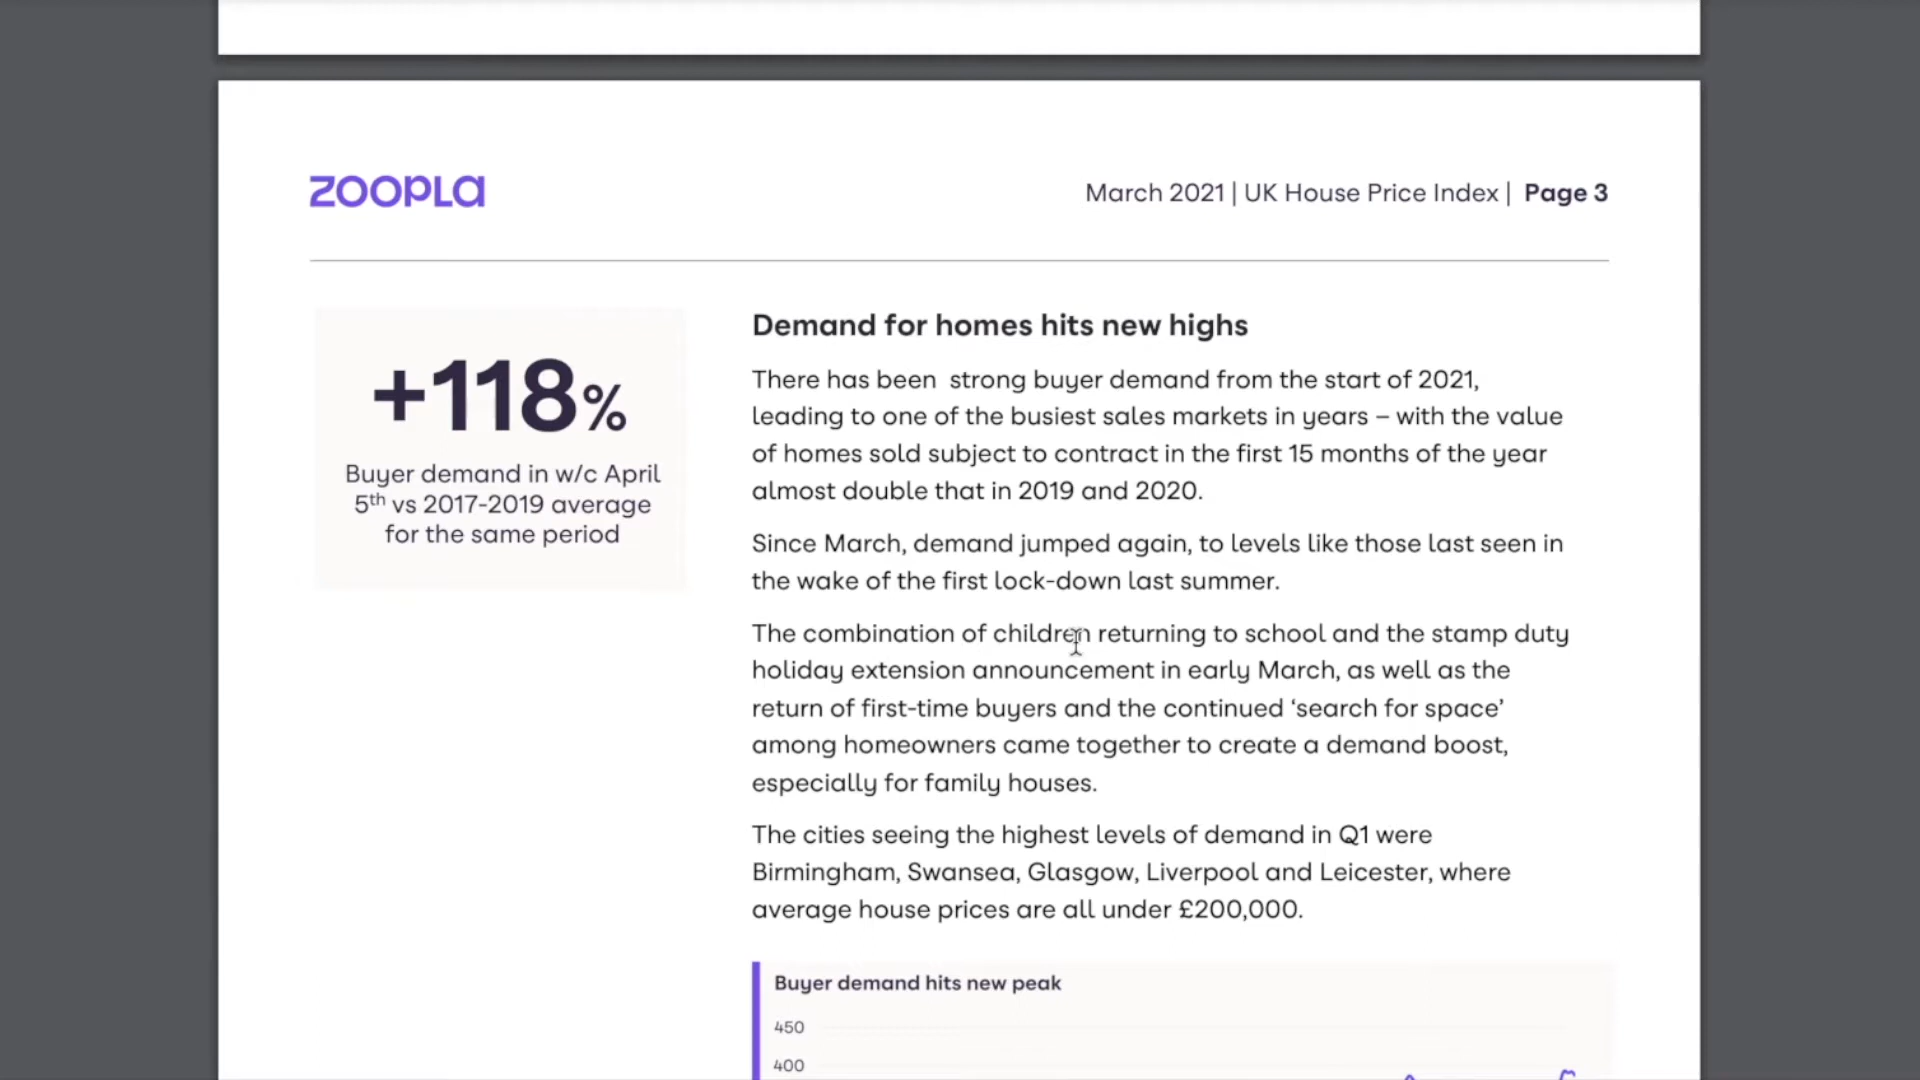 ZOOPLA
March 2021 | UK House Price Index | Page 3
+118%
Buyer demand in w/c April
5th vs 2017-2019 average
for the same period
Demand for homes hits new highs
There has been  strong buyer demand from the start of 2021,
leading to one of the busiest sales markets in years – with the value
of homes sold subject to contract in the first 15 months of the year
almost double that in 2019 and 2020.
Since March, demand jumped again, to levels like those last seen in
the wake of the first lock-down last summer.
The combination of children returning to school and the stamp duty
holiday extension announcement in early March, as well as the
return of first-time buyers and the continued ‘search for space’
among homeowners came together to create a demand boost,
especially for family houses.
The cities seeing the highest levels of demand in Q1 were
Birmingham, Swansea, Glasgow, Liverpool and Leicester, where
average house prices are all under £200,000.
Buyer demand hits new peak
450
400